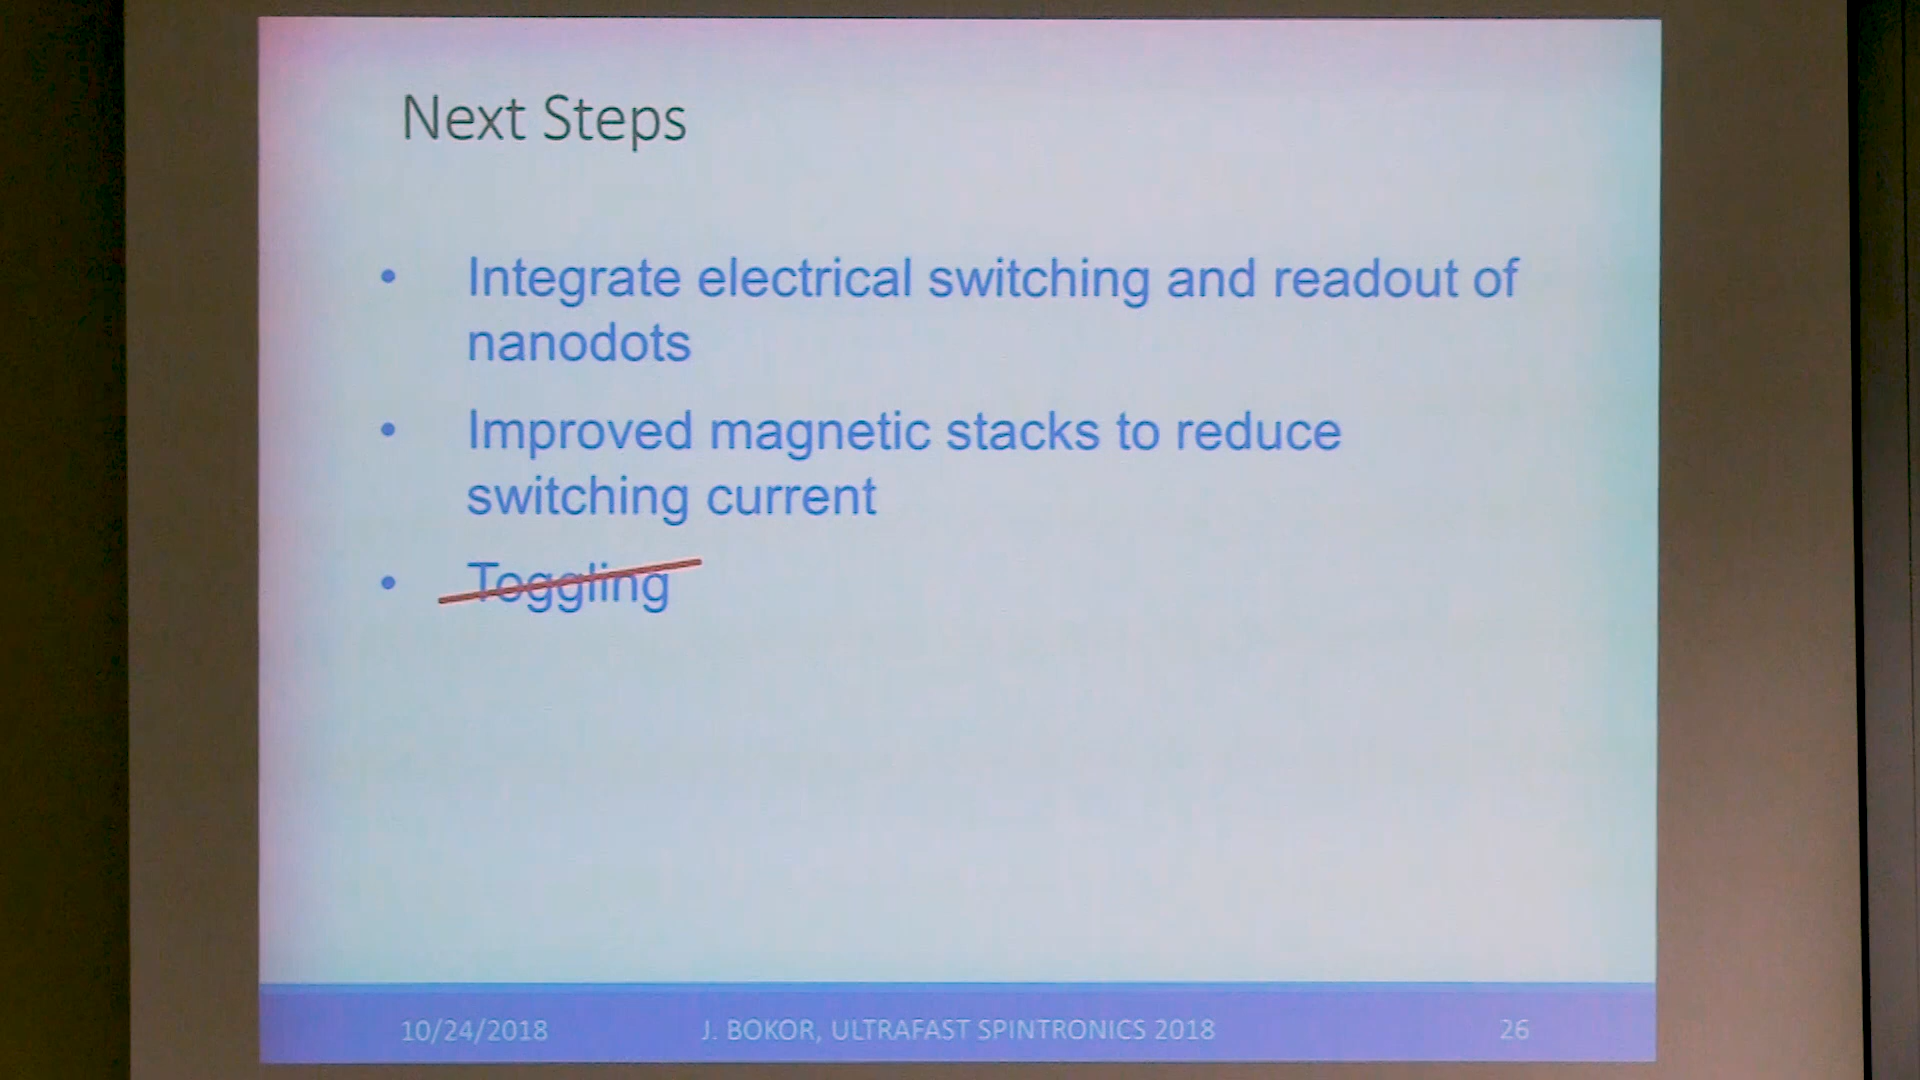 Next Steps
• Integrate electrical switching and readout of
nanodots
• Improved magnetic stacks to reduce
switching current
• Toggling
10/24/2018 J. BOKOR, ULTRAFAST SPINTRONICS 2018 26